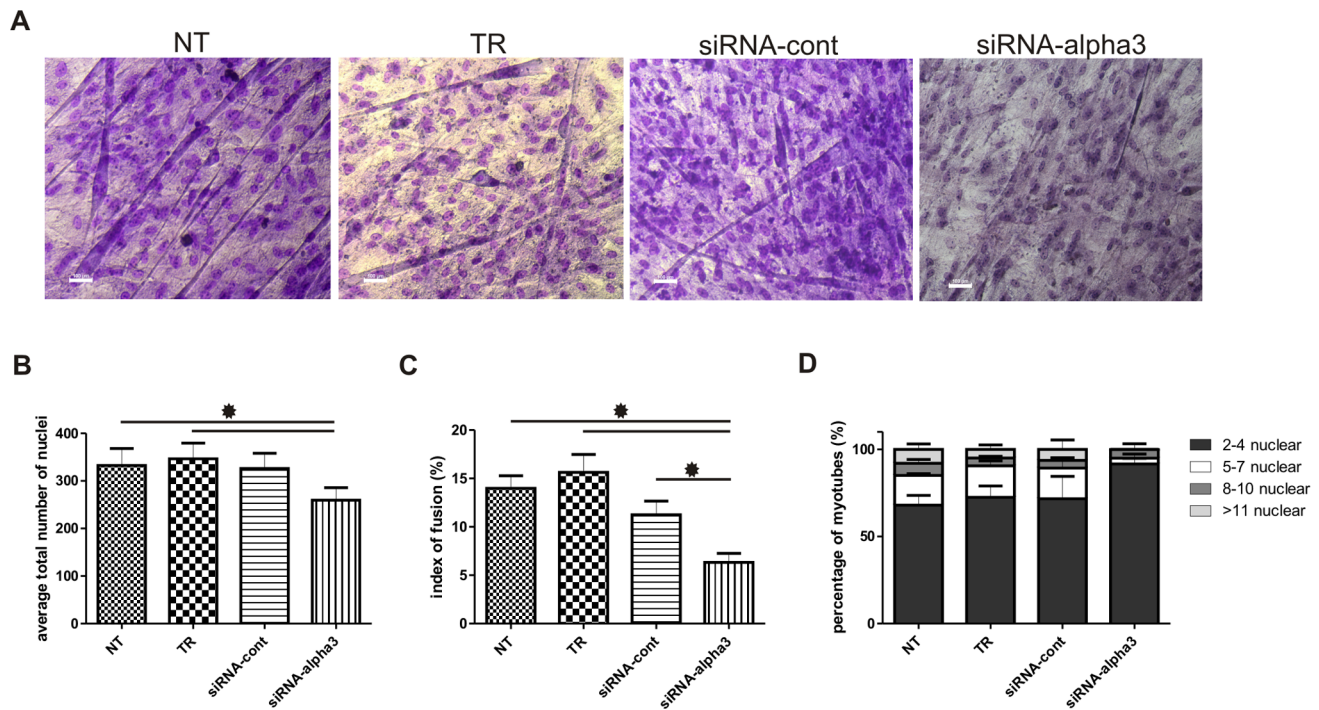 A
NT
TR
siRNA-cont
siRNA-alpha3
B
average total number of nuclei
400
300
200
100
0
NT
TR
siRNA-cont
siRNA-alpha3
C
index of fusion (%)
20
15
10
5
0
NT
TR
siRNA-cont
siRNA-alpha3
D
percentage of myotubes (%)
100
50
0
NT
TR
siRNA-cont
siRNA-alpha3
2-4 nuclear
5-7 nuclear
8-10 nuclear
>11 nuclear